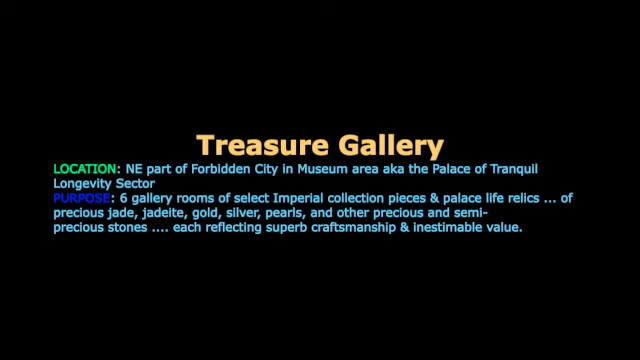 Treasure Gallery
LOCATION: NE part of Forbidden City in Museum area aka the Palace of Tranquil
Longevity Sector
PURPOSE: 6 gallery rooms of select Imperial collection pieces & palace life relics ... of
precious jade, jadeite, gold, silver, pearls, and other precious and semi-
precious stones .... each reflecting superb craftsmanship & inestimable value.